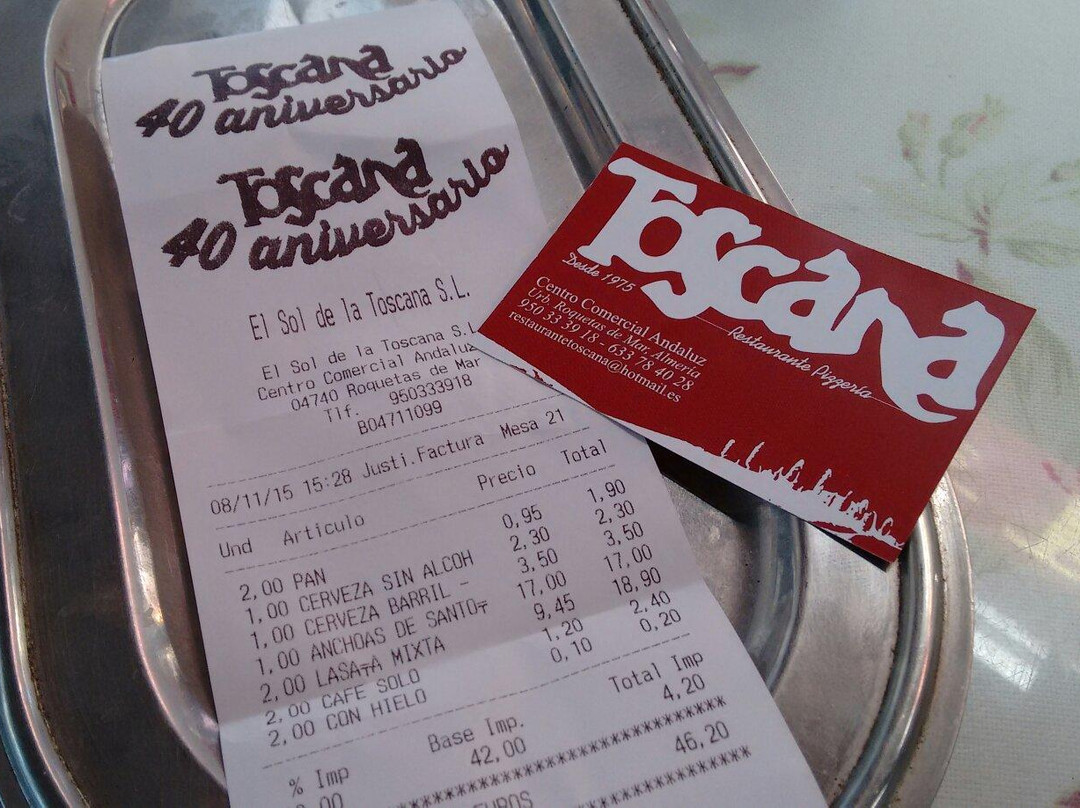 Toscana
40 aniversario
Toscana
40 aniversario
El Sol de la Toscana S.L.
El Sol de la Toscana S.L
Centro Comercial Andaluz
04740 Roquetas de Mar
Tlf. 950333918
B04711099
08/11/15 15:28 Justi.Factura Mesa 21
Und Articulo Precio Total
2,00 PAN 0,95 1,90
1,00 CERVEZA SIN ALCOH 2,30 2,30
1,00 CERVEZA BARRIL 3,50 3,50
1,00 ANCHOAS DE SANTO╤ 17,00 17,00
2,00 LASA╤A MIXTA 9,45 18,90
2,00 CAFE SOLO 1,20 2,40
2,00 CON HIELO 0,10 0,20
% Imp Base Imp. Total Imp
42,00 4,20
46,20
EUROS
Toscana
Desde 1975
Restaurante Pizzería
Centro Comercial Andaluz
Urb. Roquetas de Mar, Almería
950 33 39 18 - 633 78 40 28
restaurantetoscana@hotmail.es